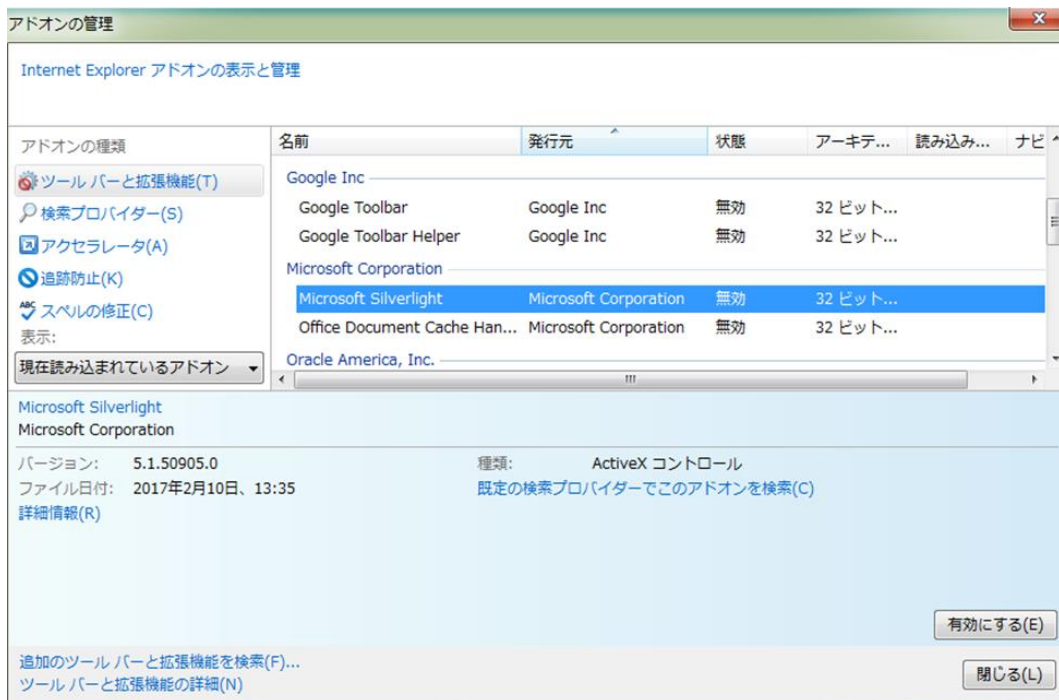 アドオンの管理
Internet Explorer アドオンの表示と管理
アドオンの種類
ツール バーと拡張機能(T)
検索プロバイダー(S)
アクセラレータ(A)
追跡防止(K)
ABC スペルの修正(C)
表示:
現在読み込まれているアドオン
名前 発行元 状態 アーキテ... 読み込み... ナビ
Google Inc
Google Toolbar Google Inc 無効 32 ビット...
Google Toolbar Helper Google Inc 無効 32 ビット...
Microsoft Corporation
Microsoft Silverlight Microsoft Corporation 無効 32 ビット...
Office Document Cache Han... Microsoft Corporation 無効 32 ビット...
Oracle America, Inc.
Microsoft Silverlight
Microsoft Corporation
バージョン: 5.1.50905.0 種類: ActiveX コントロール
ファイル日付: 2017年2月10日、13:35 既定の検索プロバイダーでこのアドオンを検索(C)
詳細情報(R)
有効にする(E)
追加のツール バーと拡張機能を検索(F)...
ツール バーと拡張機能の詳細(N)
閉じる(L)